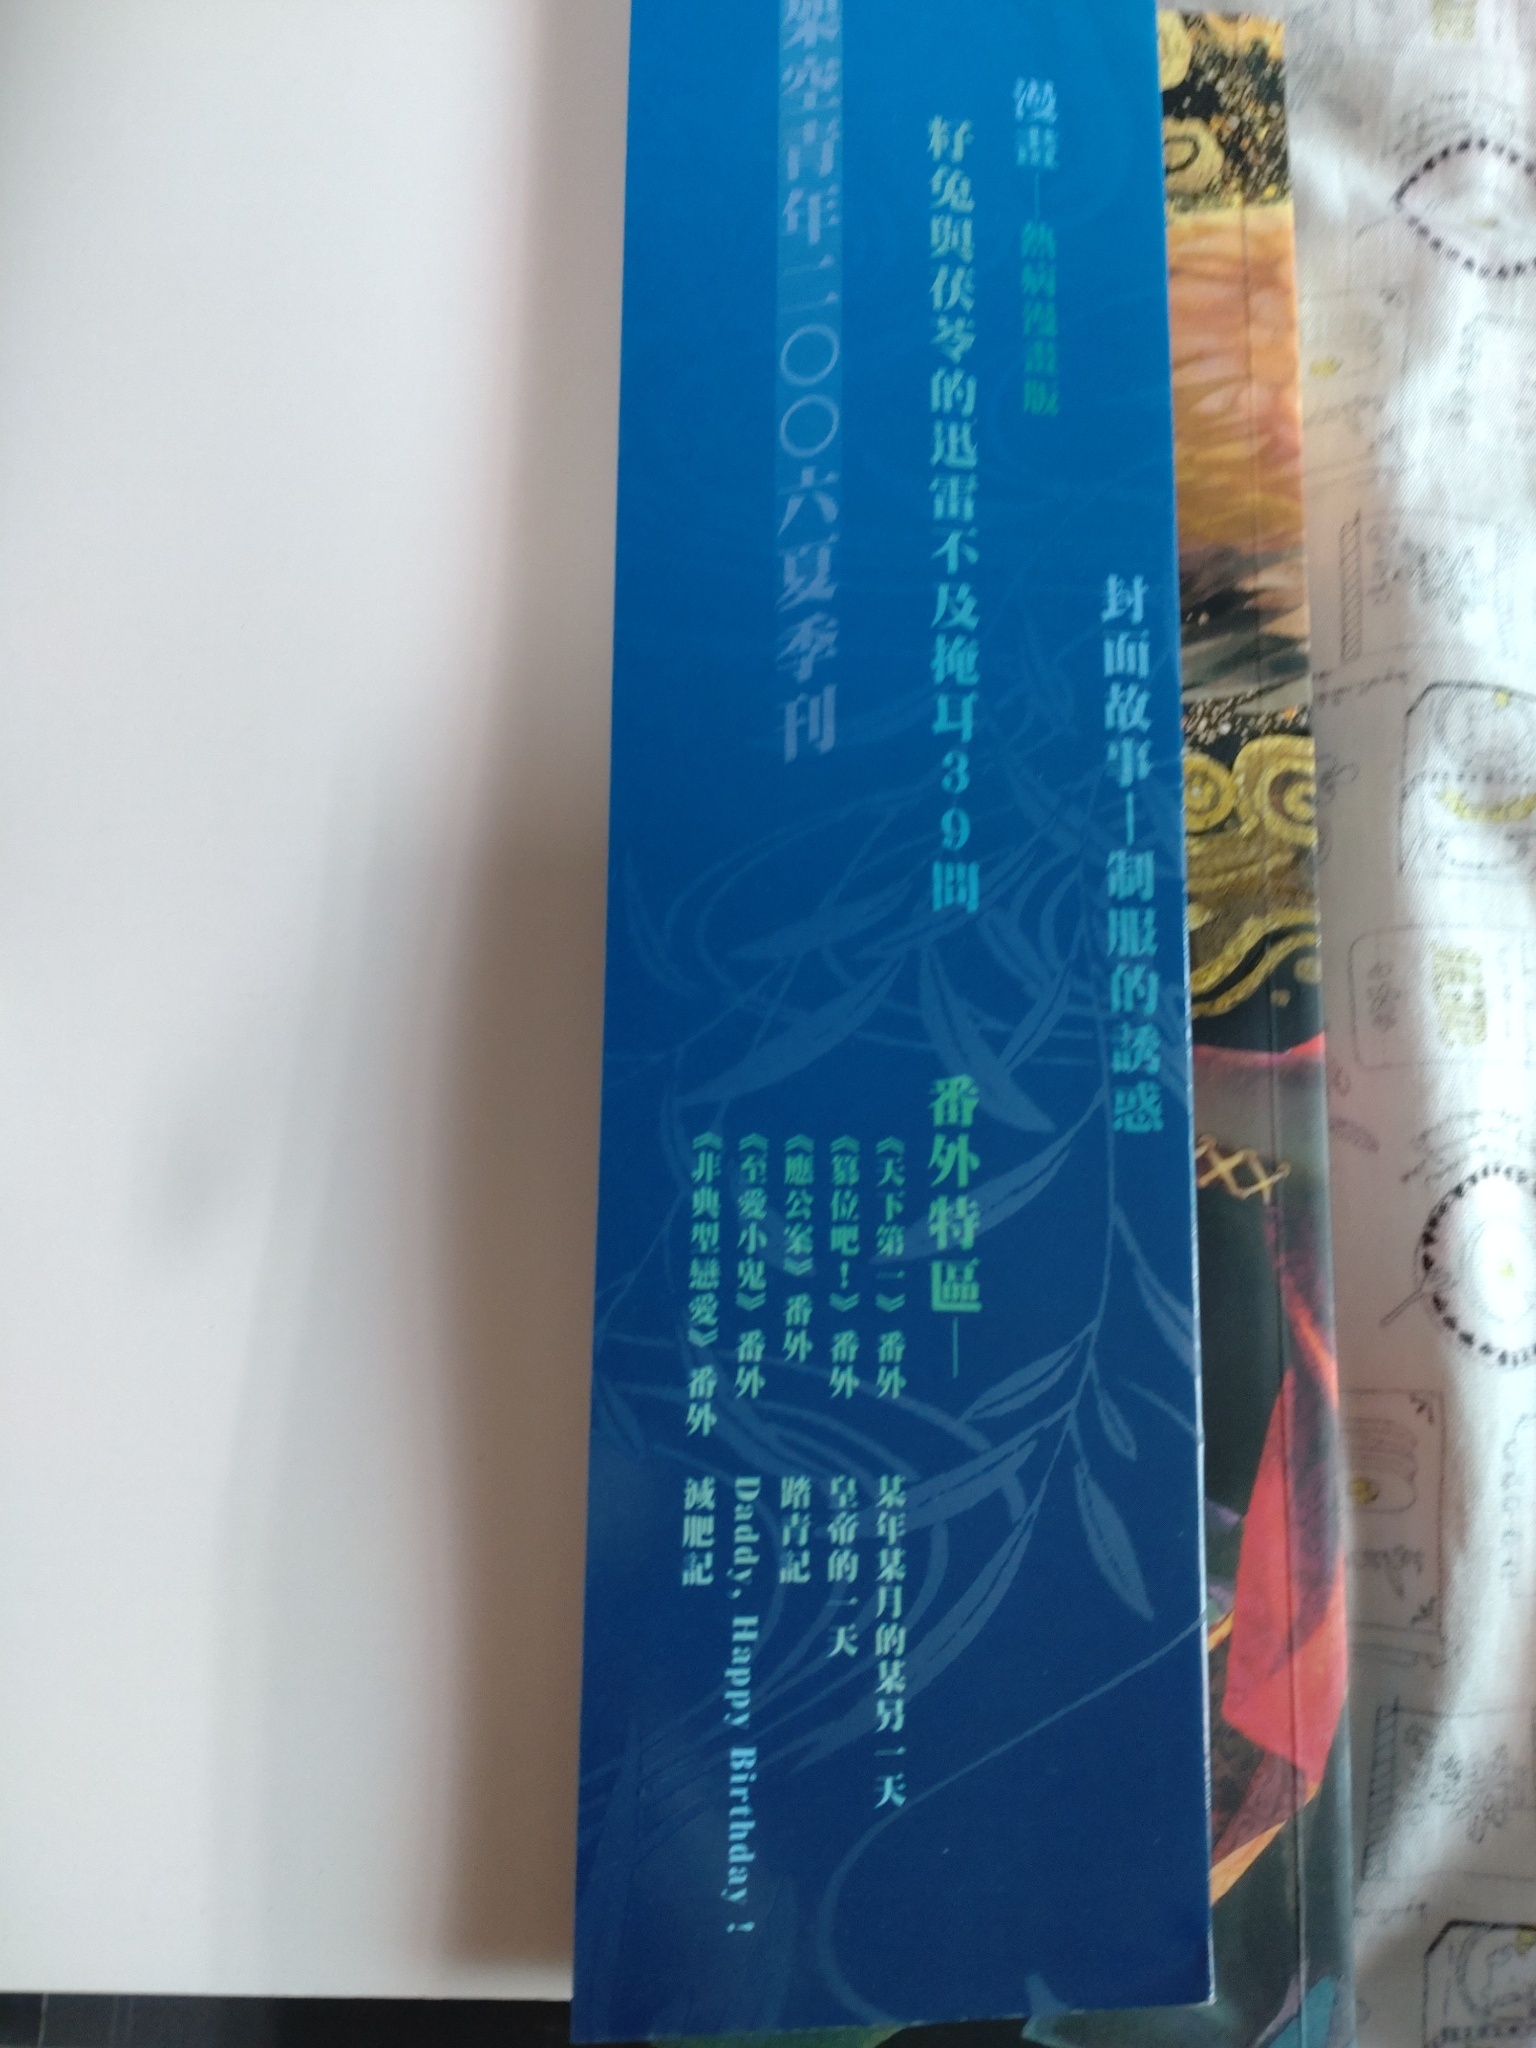 封面故事—制服的誘惑
漫畫—熱病漫畫版
籽兔與茯苓的迅雷不及掩耳39問
番外特區—
《天下第一》番外 某年某月的某另一天
《篡位吧！》番外 皇帝的一天
《應公案》番外 踏青記
《至愛小鬼》番外 Daddy, Happy Birthday！
《非典型戀愛》番外 減肥記
架空青年二〇〇六夏季刊